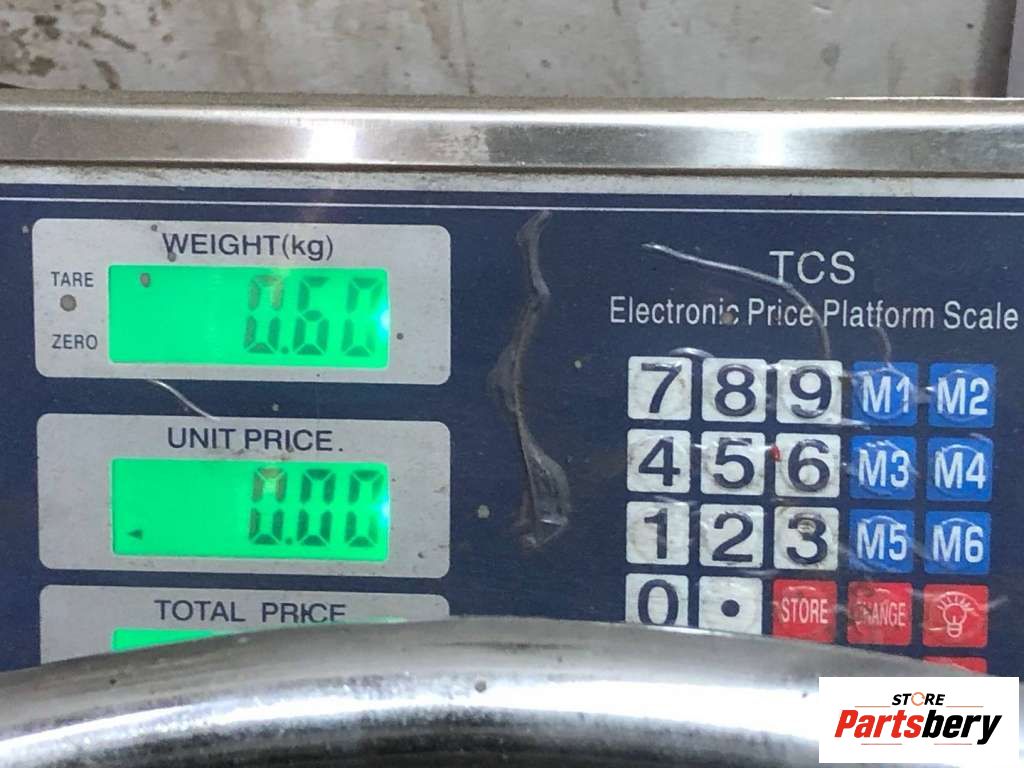 WEIGHT(kg)
TARE
0.60
ZERO
UNIT PRICE.
0.00
TOTAL PRICE
TCS
Electronic Price Platform Scale
7 8 9 M1 M2
4 5 6 M3 M4
1 2 3 M5 M6
0 . STORE CHANGE
STORE
Partsbery